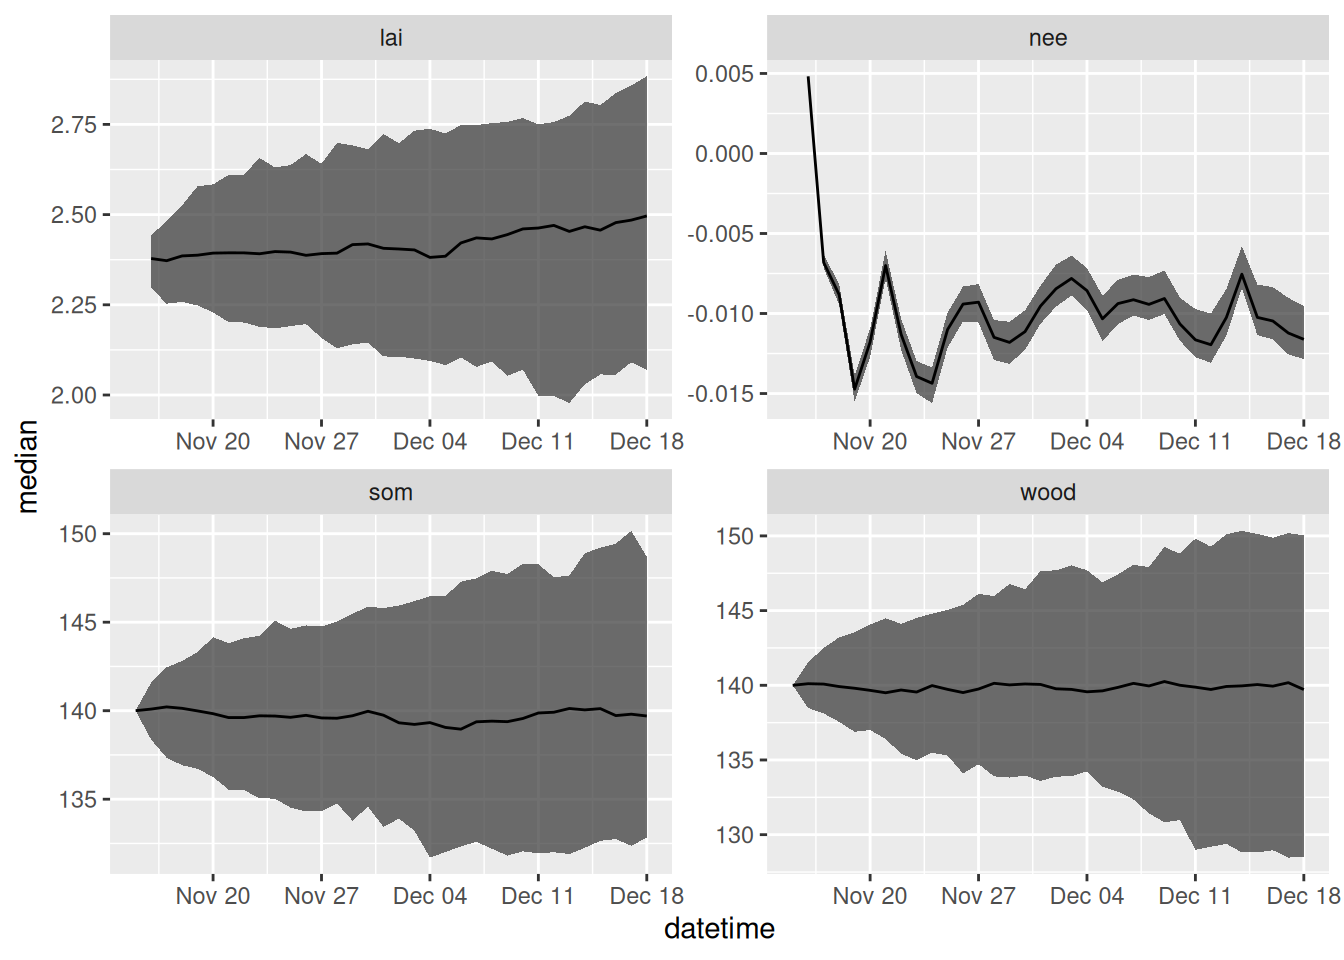 lai
2.75
2.50
2.25
2.00
Nov 20 Nov 27 Dec 04 Dec 11 Dec 18
nee
0.005
0.000
-0.005
-0.010
-0.015
Nov 20 Nov 27 Dec 04 Dec 11 Dec 18
median
som
150
145
140
135
Nov 20 Nov 27 Dec 04 Dec 11 Dec 18
wood
150
145
140
135
130
Nov 20 Nov 27 Dec 04 Dec 11 Dec 18
datetime